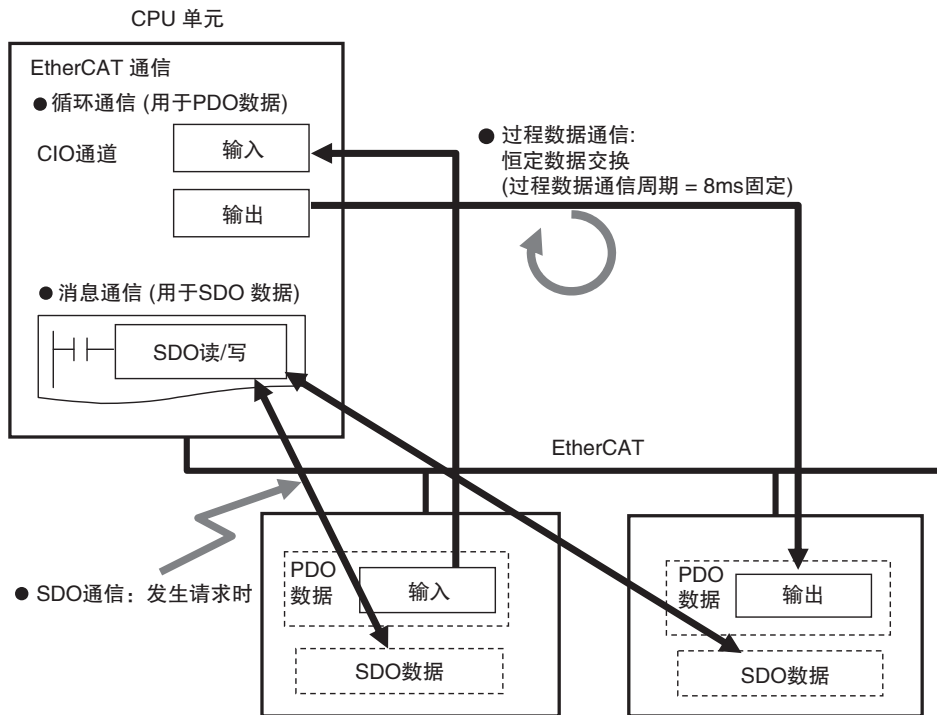 CPU 单元
EtherCAT 通信
●循环通信 (用于PDO数据)
CIO通道
输入
输出
● 过程数据通信:
恒定数据交换
(过程数据通信周期 = 8ms固定)
●消息通信 (用于SDO 数据)
SDO读/写
EtherCAT
● SDO通信：发生请求时
PDO
数据
输入
SDO数据
PDO
数据
输出
SDO数据